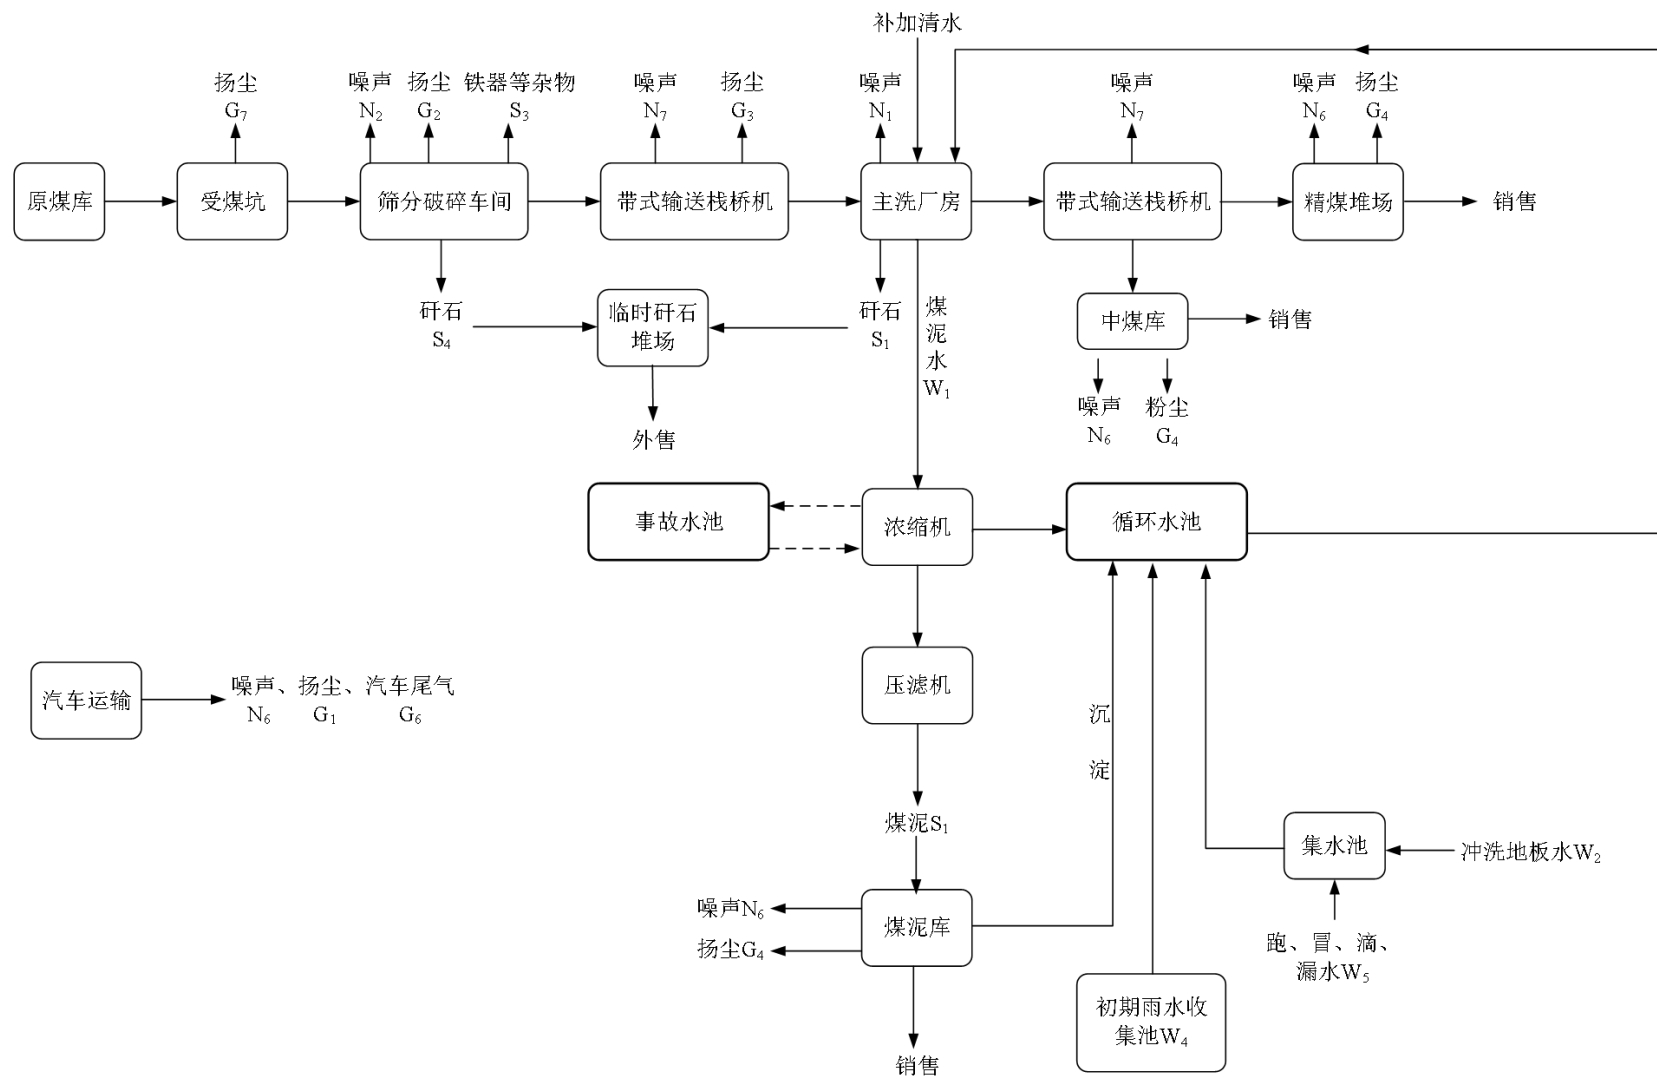 补加清水
扬尘
G₇
噪声
N₂
扬尘
G₂
铁器等杂物
S₃
噪声
N₇
扬尘
G₃
噪声
N₁
噪声
N₇
噪声
N₆
扬尘
G₄
原煤库
受煤坑
筛分破碎车间
带式输送栈桥机
主洗厂房
带式输送栈桥机
精煤堆场
销售
矸石
S₄
临时矸石
堆场
矸石
S₁
煤
泥
水
W₁
中煤库
销售
外售
噪声
N₆
粉尘
G₄
事故水池
浓缩机
循环水池
汽车运输
噪声、扬尘、汽车尾气
N₆
G₁
G₆
压滤机
沉
淀
煤泥S₁
集水池
冲洗地板水W₂
噪声N₆
扬尘G₄
煤泥库
跑、冒、滴、
漏水W₅
初期雨水收
集池W₄
销售